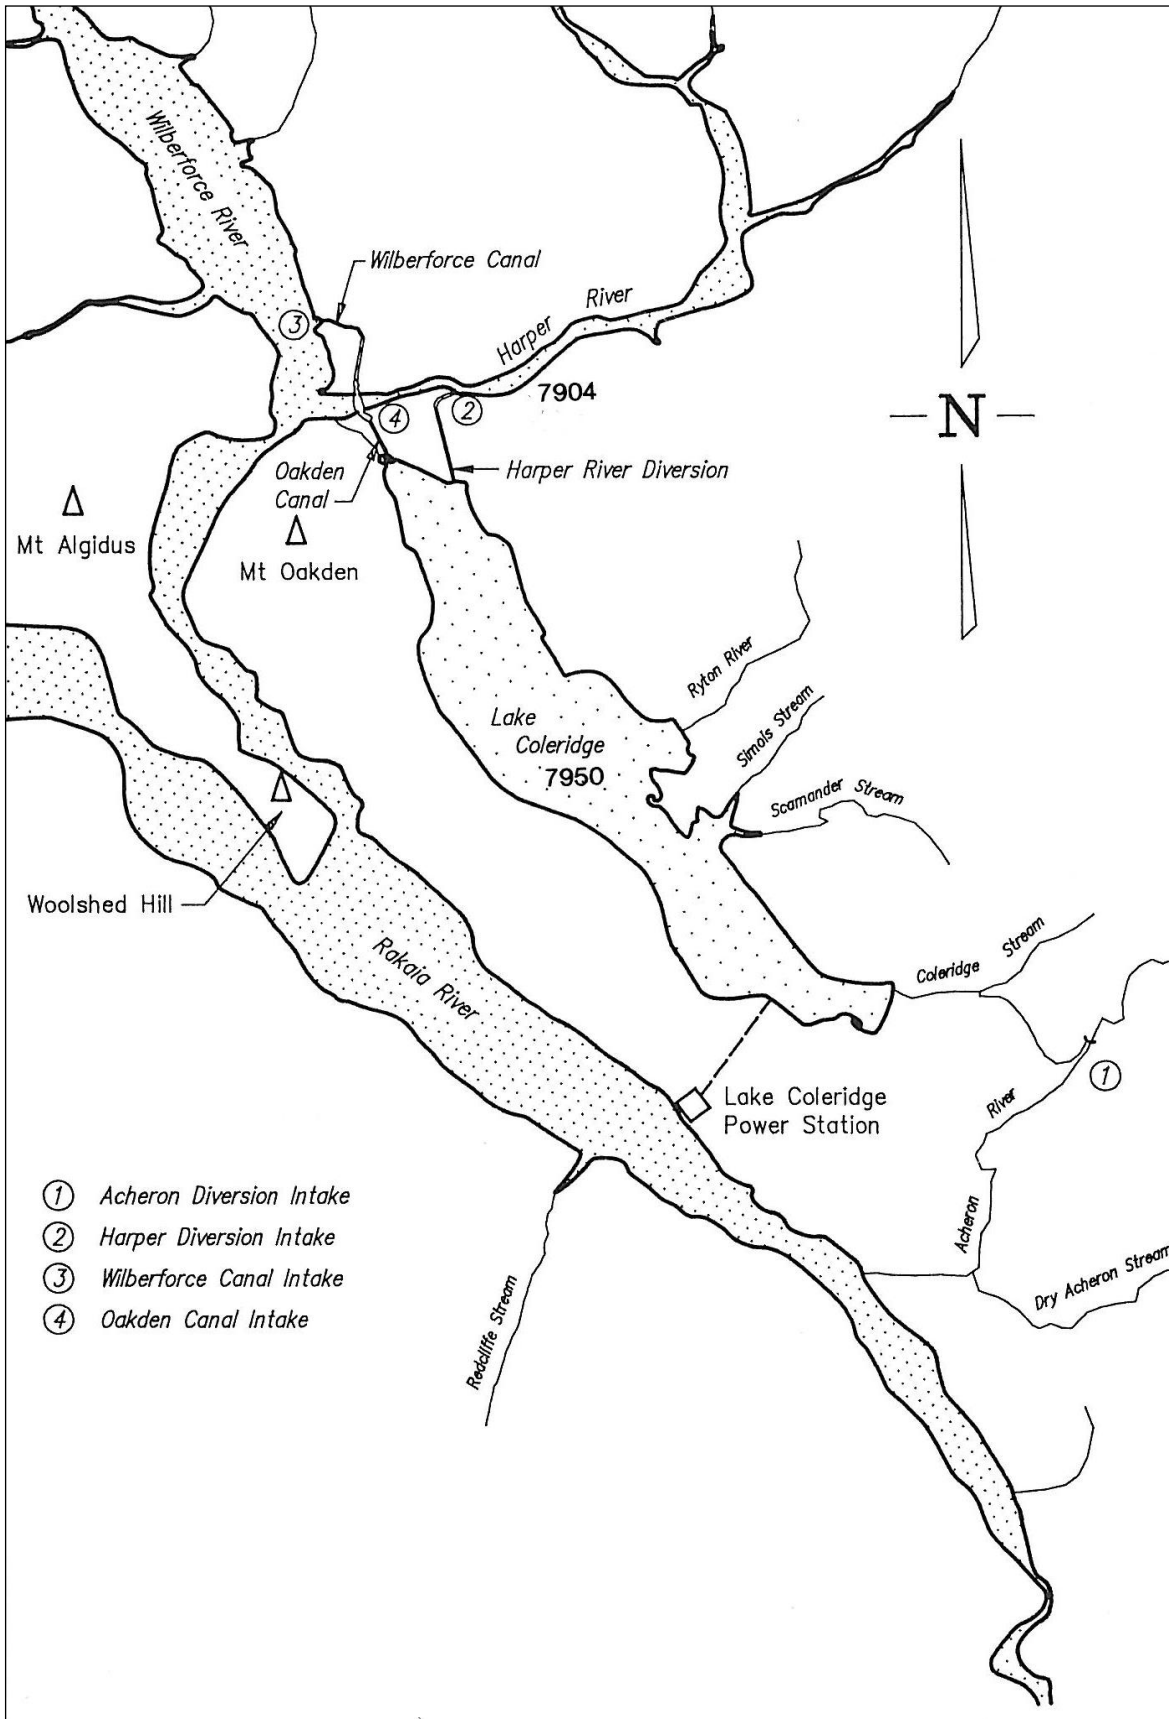 Wilberforce River
Wilberforce Canal
3
Harper River
7904
4
2
N
Oakden
Canal
Harper River Diversion
Mt Algidus
Mt Oakden
Ryton River
Simois Stream
Lake
Coleridge
7950
Scamander Stream
Woolshed Hill
Rakaia River
Coleridge Stream
1
Lake Coleridge
Power Station
Acheron River
Dry Acheron Stream
Redcliffe Stream
1 Acheron Diversion Intake
2 Harper Diversion Intake
3 Wilberforce Canal Intake
4 Oakden Canal Intake